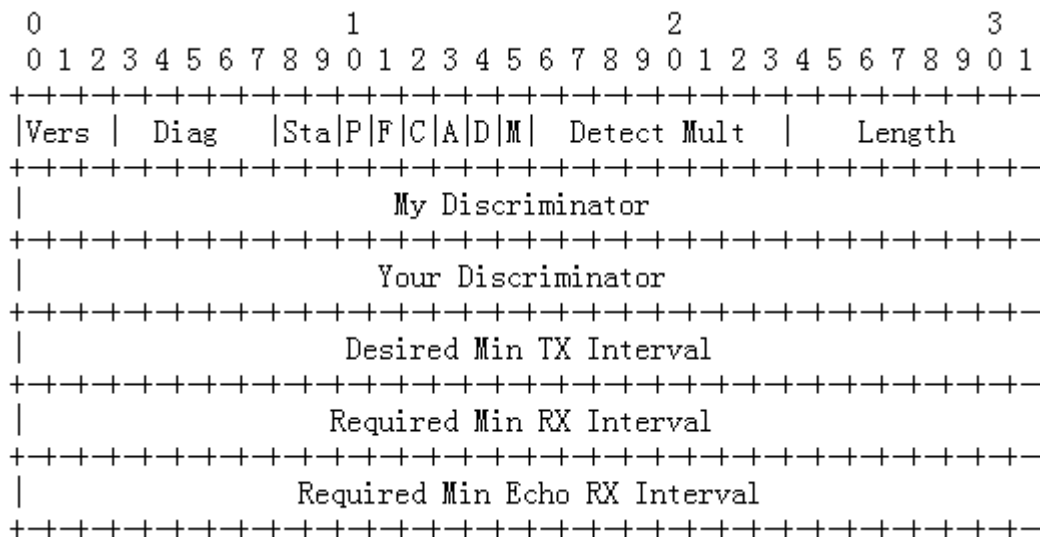 0 1 2 3
0 1 2 3 4 5 6 7 8 9 0 1 2 3 4 5 6 7 8 9 0 1 2 3 4 5 6 7 8 9 0 1
+-+-+-+-+-+-+-+-+-+-+-+-+-+-+-+-+-+-+-+-+-+-+-+-+-+-+-+-+-+-+-+-
|Vers | Diag |Sta|P|F|C|A|D|M| Detect Mult | Length
+-+-+-+-+-+-+-+-+-+-+-+-+-+-+-+-+-+-+-+-+-+-+-+-+-+-+-+-+-+-+-+-
| My Discriminator
+-+-+-+-+-+-+-+-+-+-+-+-+-+-+-+-+-+-+-+-+-+-+-+-+-+-+-+-+-+-+-+-
| Your Discriminator
+-+-+-+-+-+-+-+-+-+-+-+-+-+-+-+-+-+-+-+-+-+-+-+-+-+-+-+-+-+-+-+-
| Desired Min TX Interval
+-+-+-+-+-+-+-+-+-+-+-+-+-+-+-+-+-+-+-+-+-+-+-+-+-+-+-+-+-+-+-+-
| Required Min RX Interval
+-+-+-+-+-+-+-+-+-+-+-+-+-+-+-+-+-+-+-+-+-+-+-+-+-+-+-+-+-+-+-+-
| Required Min Echo RX Interval
+-+-+-+-+-+-+-+-+-+-+-+-+-+-+-+-+-+-+-+-+-+-+-+-+-+-+-+-+-+-+-+-